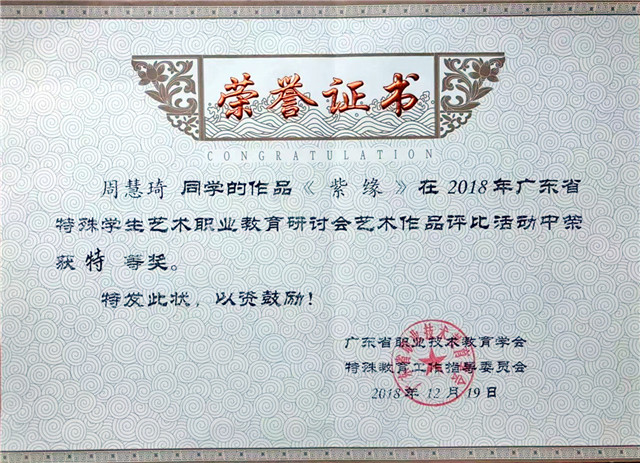 荣誉证书
CONGRATULATION
周慧琦 同学的作品《紫缘》在2018年广东省
特殊学生艺术职业教育研讨会艺术作品评比活动中荣
获 特 等奖。
特发此状，以资鼓励！
广东省职业技术教育学会
特殊教育工作指导委员会
2018年12月19日